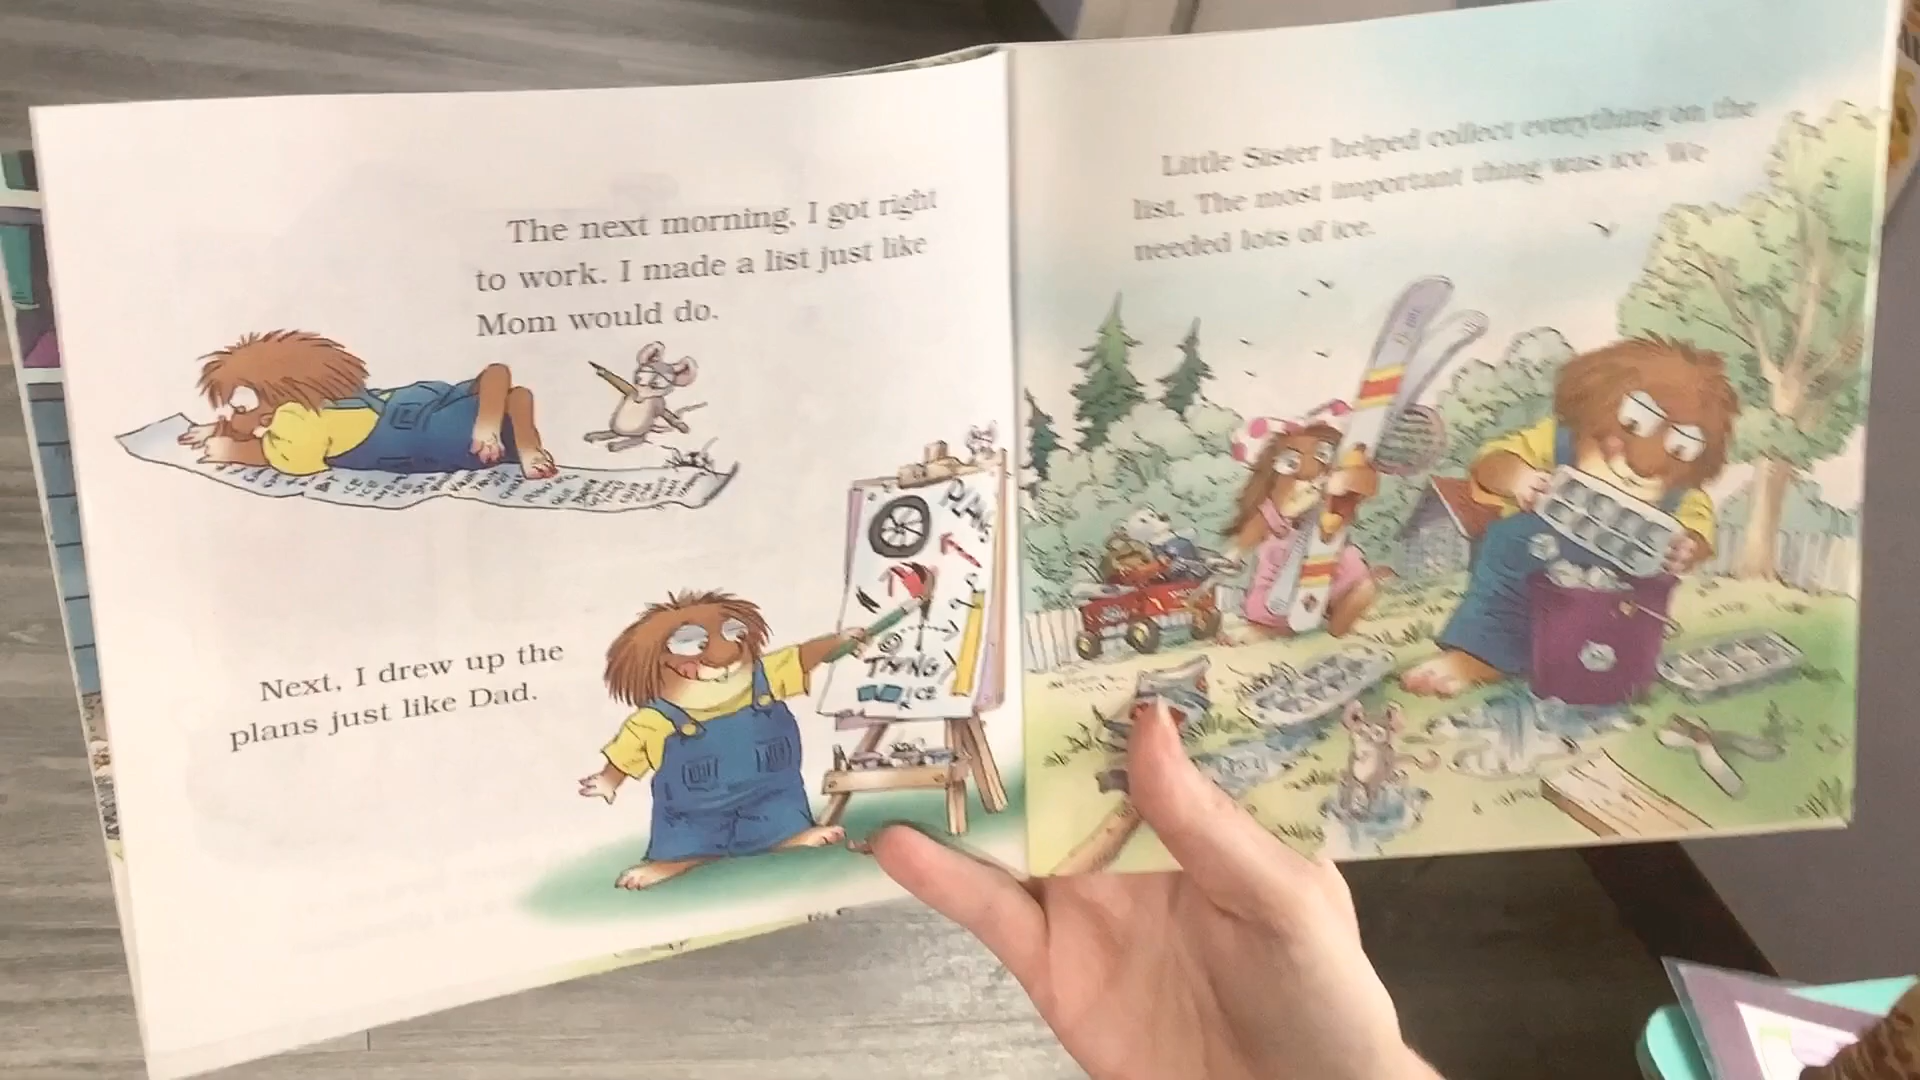 The next morning, I got right
to work. I made a list just like
Mom would do.
Next, I drew up the
plans just like Dad.
PLANS
THING
ICE
Little Sister helped collect everything on the
list. The most important thing was ice. We
needed lots of ice.